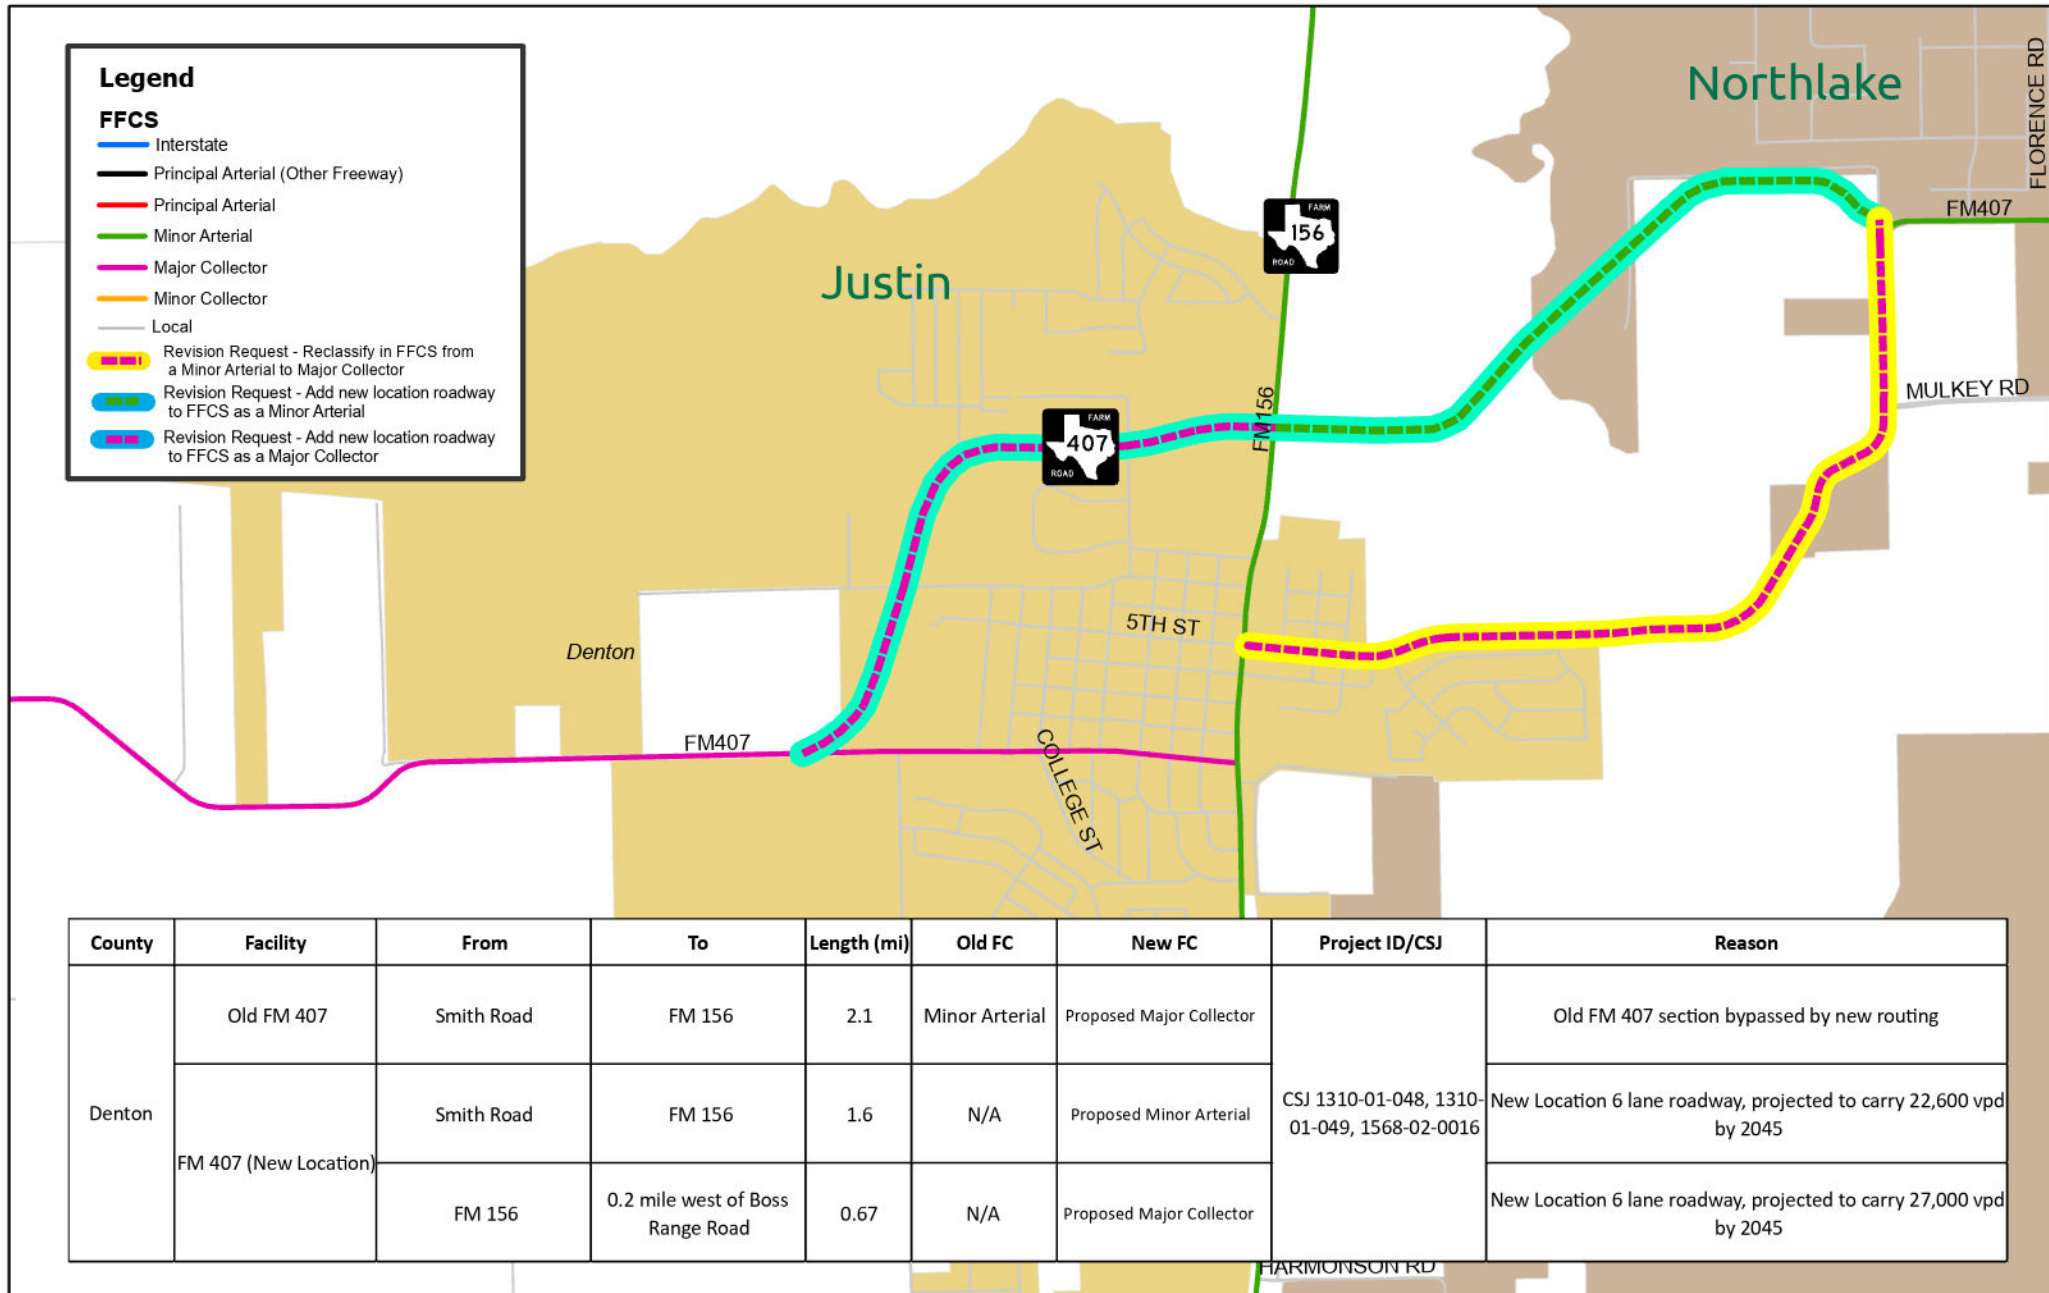 Legend
FFCS
Interstate
Principal Arterial (Other Freeway)
Principal Arterial
Minor Arterial
Major Collector
Minor Collector
Local
Revision Request - Reclassify in FFCS from
a Minor Arterial to Major Collector
Revision Request - Add new location roadway
to FFCS as a Minor Arterial
Revision Request - Add new location roadway
to FFCS as a Major Collector
Northlake
FLORENCE RD
FM407
FARM
156
ROAD
Justin
MULKEY RD
FM156
FARM
407
ROAD
5TH ST
Denton
FM407
COLLEGE ST
County Facility From To Length (mi) Old FC New FC Project ID/CSJ Reason
Old FM 407 Smith Road FM 156 2.1 Minor Arterial Proposed Major Collector Old FM 407 section bypassed by new routing
Denton
FM 407 (New Location)
Smith Road FM 156 1.6 N/A Proposed Minor Arterial
CSJ 1310-01-048, 1310-
01-049, 1568-02-0016
New Location 6 lane roadway, projected to carry 22,600 vpd
by 2045
FM 156
0.2 mile west of Boss
Range Road
0.67 N/A Proposed Major Collector
New Location 6 lane roadway, projected to carry 27,000 vpd
by 2045
HARMONSON RD